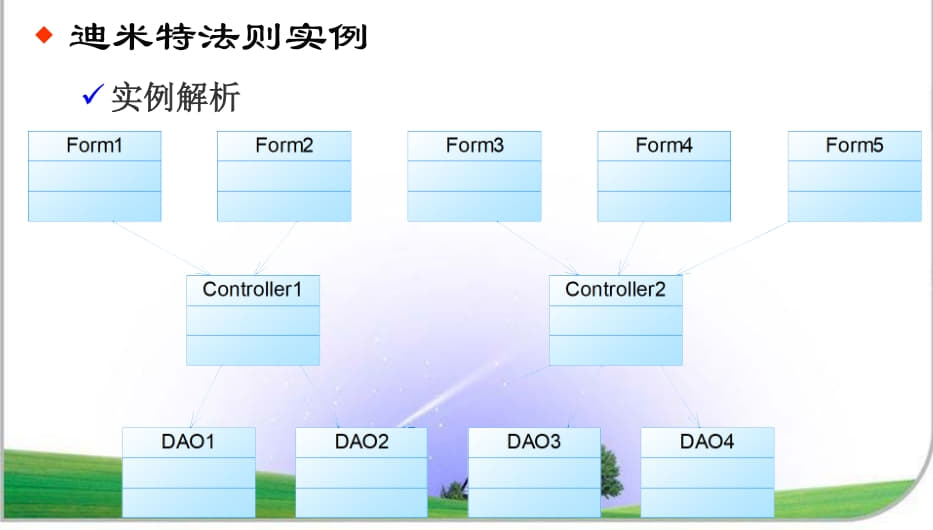 迪米特法则实例
实例解析
Form1 Form2 Form3 Form4 Form5
Controller1 Controller2
DAO1 DAO2 DAO3 DAO4